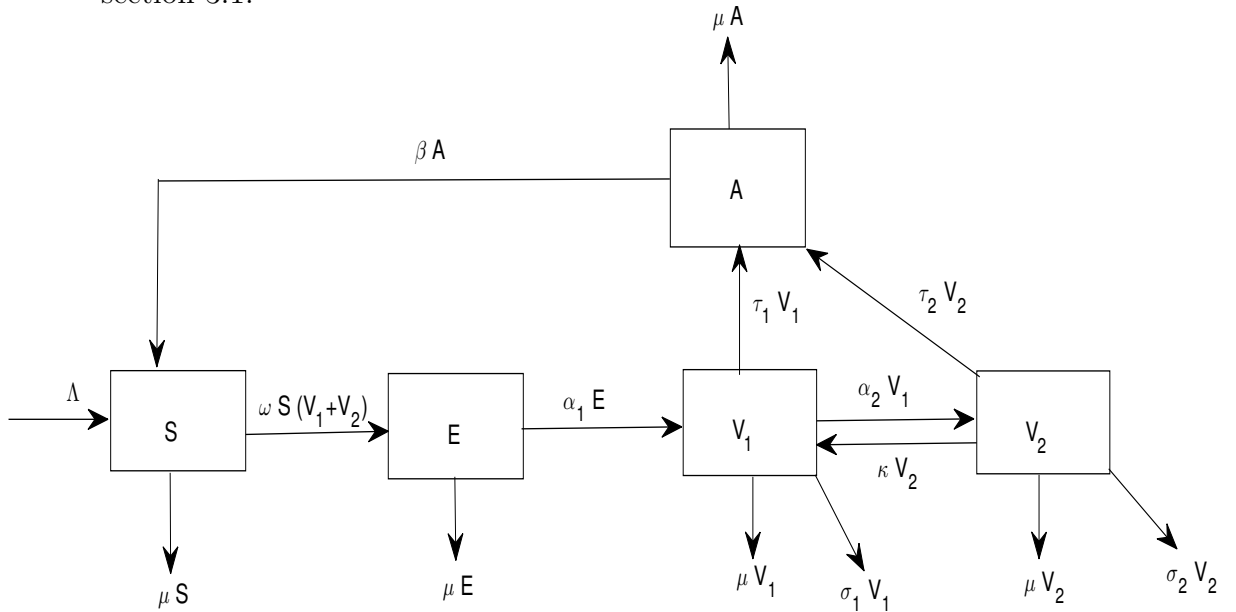 section 3.1.
μ A
β A
A
τ₁ V₁
τ₂ V₂
Λ
S
ω S (V₁+V₂)
E
α₁ E
V₁
α₂ V₁
κ V₂
V₂
μ S
μ E
μ V₁
σ₁ V₁
μ V₂
σ₂ V₂